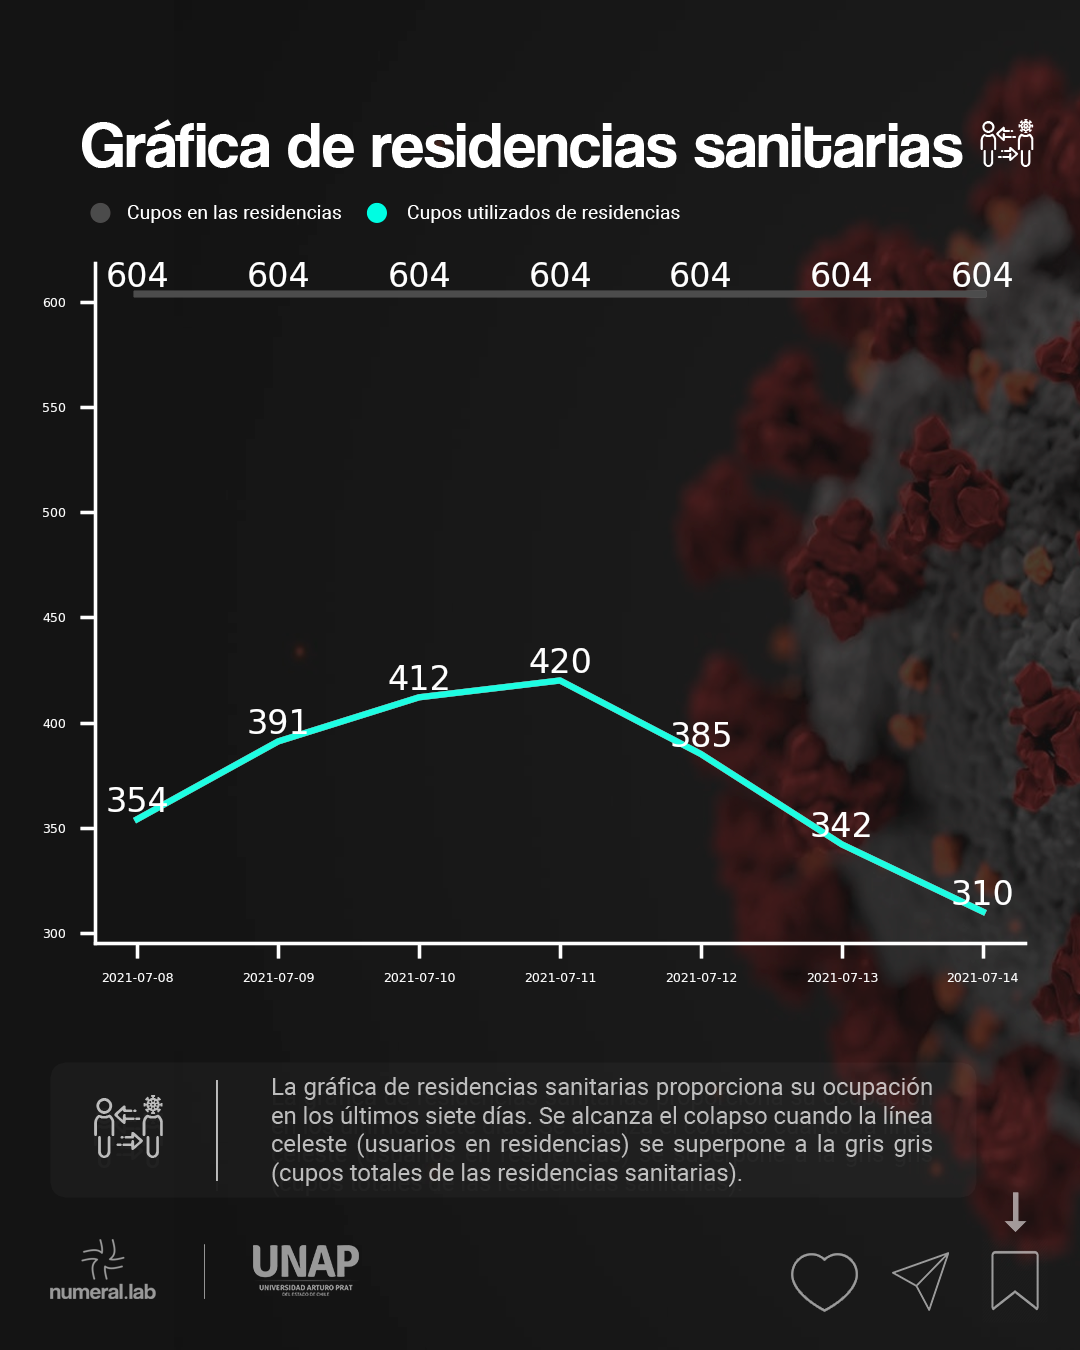 Gráfica de residencias sanitarias
Cupos en las residencias Cupos utilizados de residencias
604 604 604 604 604 604 604
600
550
500
450
400
350
300
354 391 412 420 385 342 310
2021-07-08 2021-07-09 2021-07-10 2021-07-11 2021-07-12 2021-07-13 2021-07-14
La gráfica de residencias sanitarias proporciona su ocupación
en los últimos siete días. Se alcanza el colapso cuando la línea
celeste (usuarios en residencias) se superpone a la gris gris
(cupos totales de las residencias sanitarias).
numeral.lab
UNAP
UNIVERSIDAD ARTURO PRAT
DEL ESTADO DE CHILE